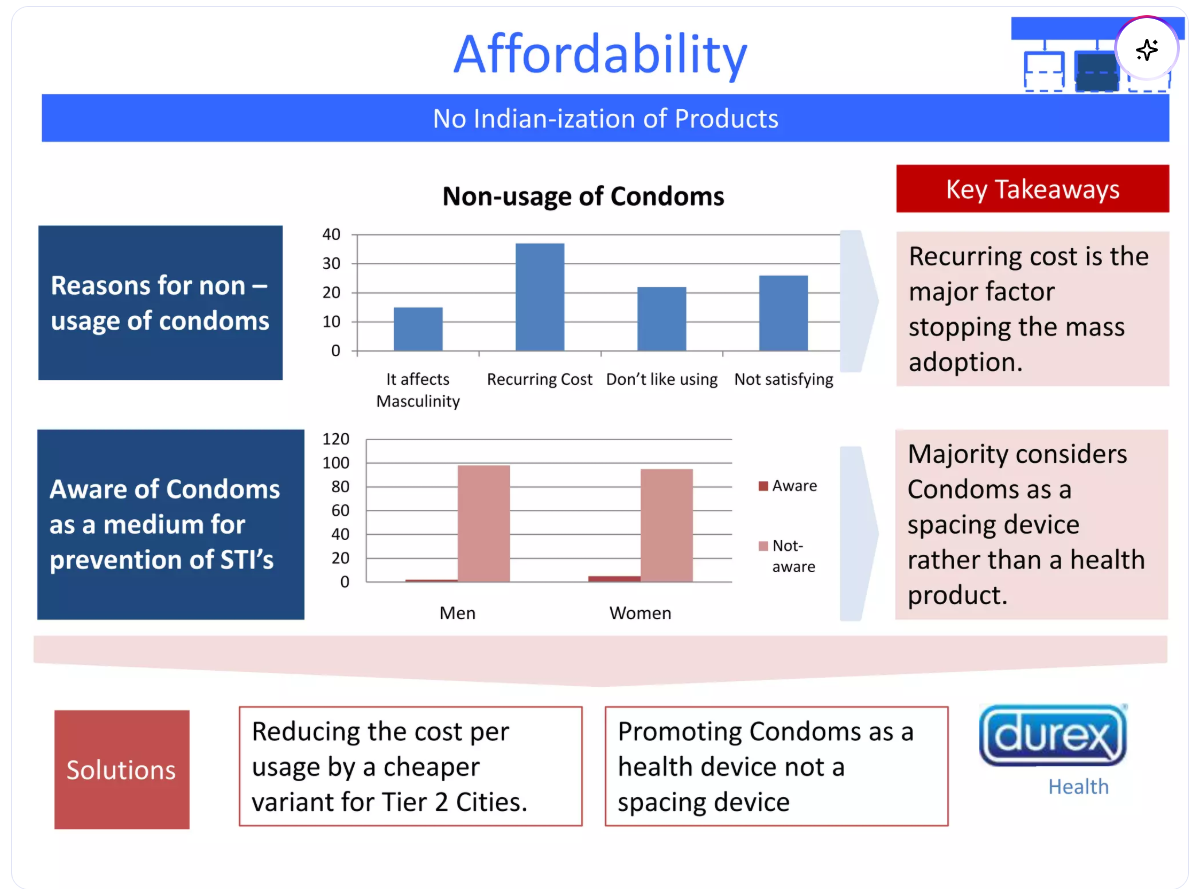 Affordability
No Indian-ization of Products
Non-usage of Condoms
Key Takeaways
Reasons for non –
usage of condoms
40
30
20
10
0
It affects
Masculinity
Recurring Cost
Don't like using
Not satisfying
Recurring cost is the
major factor
stopping the mass
adoption.
Aware of Condoms
as a medium for
prevention of STI's
120
100
80
60
40
20
0
Men
Women
Aware
Not-
aware
Majority considers
Condoms as a
spacing device
rather than a health
product.
Solutions
Reducing the cost per
usage by a cheaper
variant for Tier 2 Cities.
Promoting Condoms as a
health device not a
spacing device
durex
Health